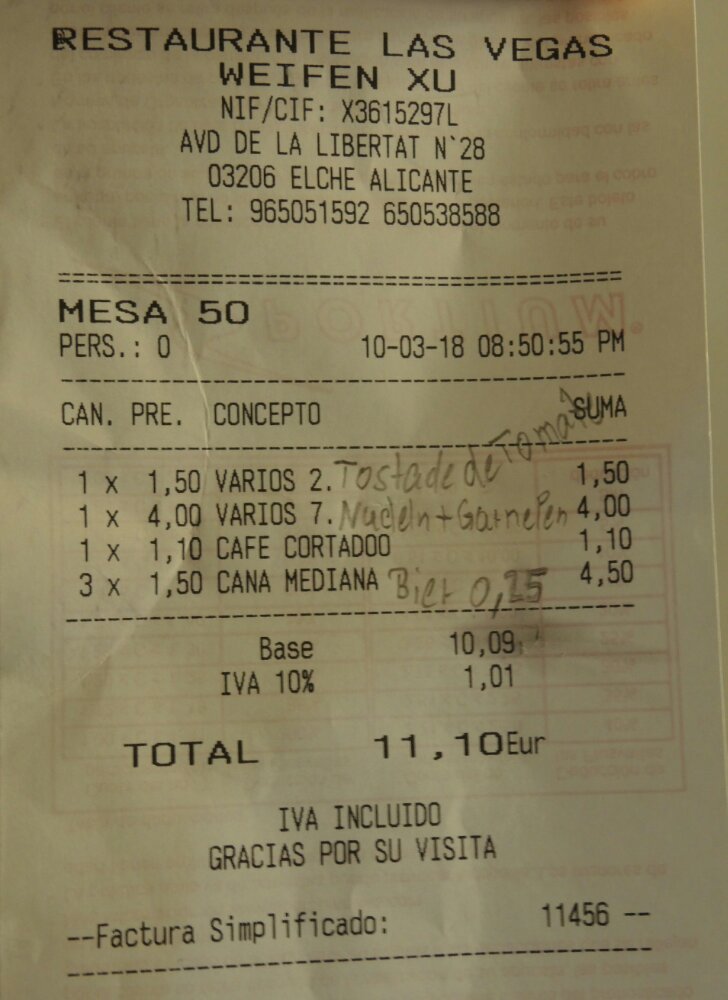 RESTAURANTE LAS VEGAS
WEIFEN XU
NIF/CIF: X3615297L
AVD DE LA LIBERTAT N`28
03206 ELCHE ALICANTE
TEL: 965051592 650538588
MESA 50
PERS.: 0 10-03-18 08:50:55 PM
CAN. PRE. CONCEPTO SUMA
1 x 1,50 VARIOS 2. Tostade de Tomat 1,50
1 x 4,00 VARIOS 7. Nudeln + Garnelen 4,00
1 x 1,10 CAFE CORTADOO 1,10
3 x 1,50 CANA MEDIANA Bier 0,25 4,50
Base 10,09
IVA 10% 1,01
TOTAL 11,10Eur
IVA INCLUIDO
GRACIAS POR SU VISITA
--Factura Simplificado: 11456 --